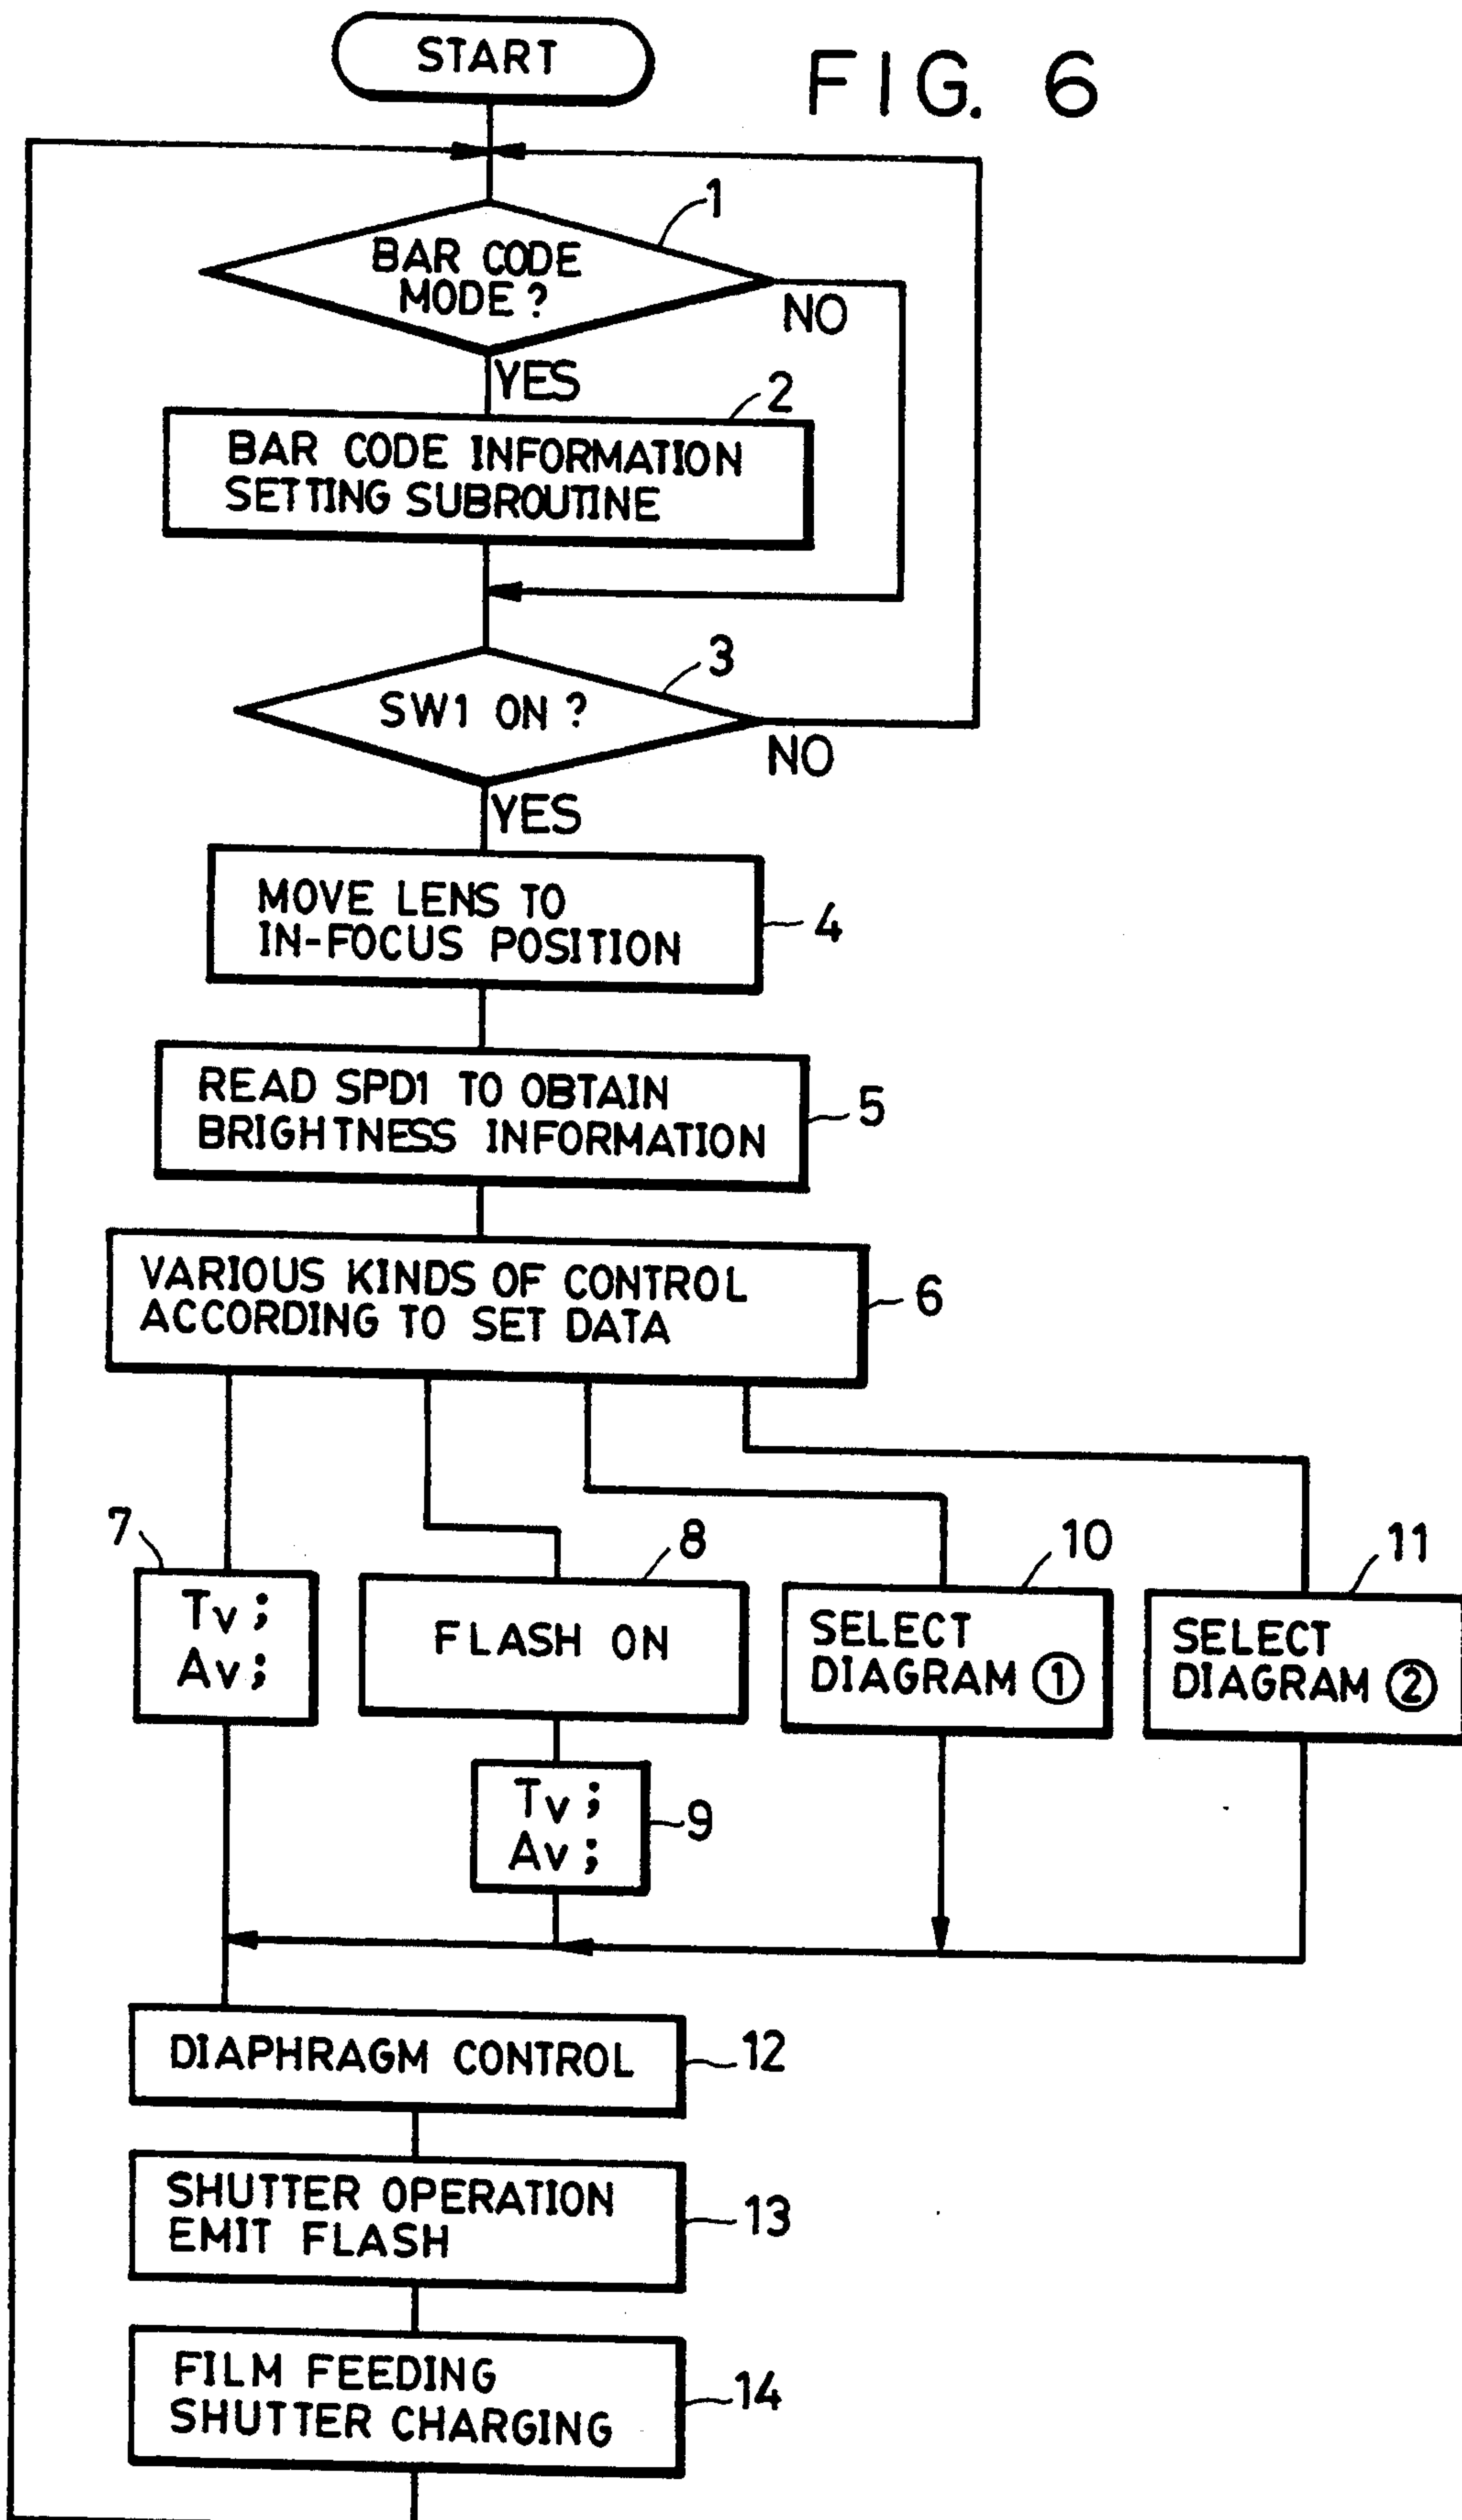 START
FIG. 6
1
BAR CODE
MODE ?
NO
YES
2
BAR CODE INFORMATION
SETTING SUBROUTINE
3
SW1 ON ?
NO
YES
MOVE LENS TO
IN-FOCUS POSITION
4
READ SPD1 TO OBTAIN
BRIGHTNESS INFORMATION
5
VARIOUS KINDS OF CONTROL
ACCORDING TO SET DATA
6
7
Tv ;
Av ;
8
FLASH ON
10
SELECT
DIAGRAM ①
11
SELECT
DIAGRAM ②
Tv ;
Av ;
9
DIAPHRAGM CONTROL
12
SHUTTER OPERATION
EMIT FLASH
13
FILM FEEDING
SHUTTER CHARGING
14